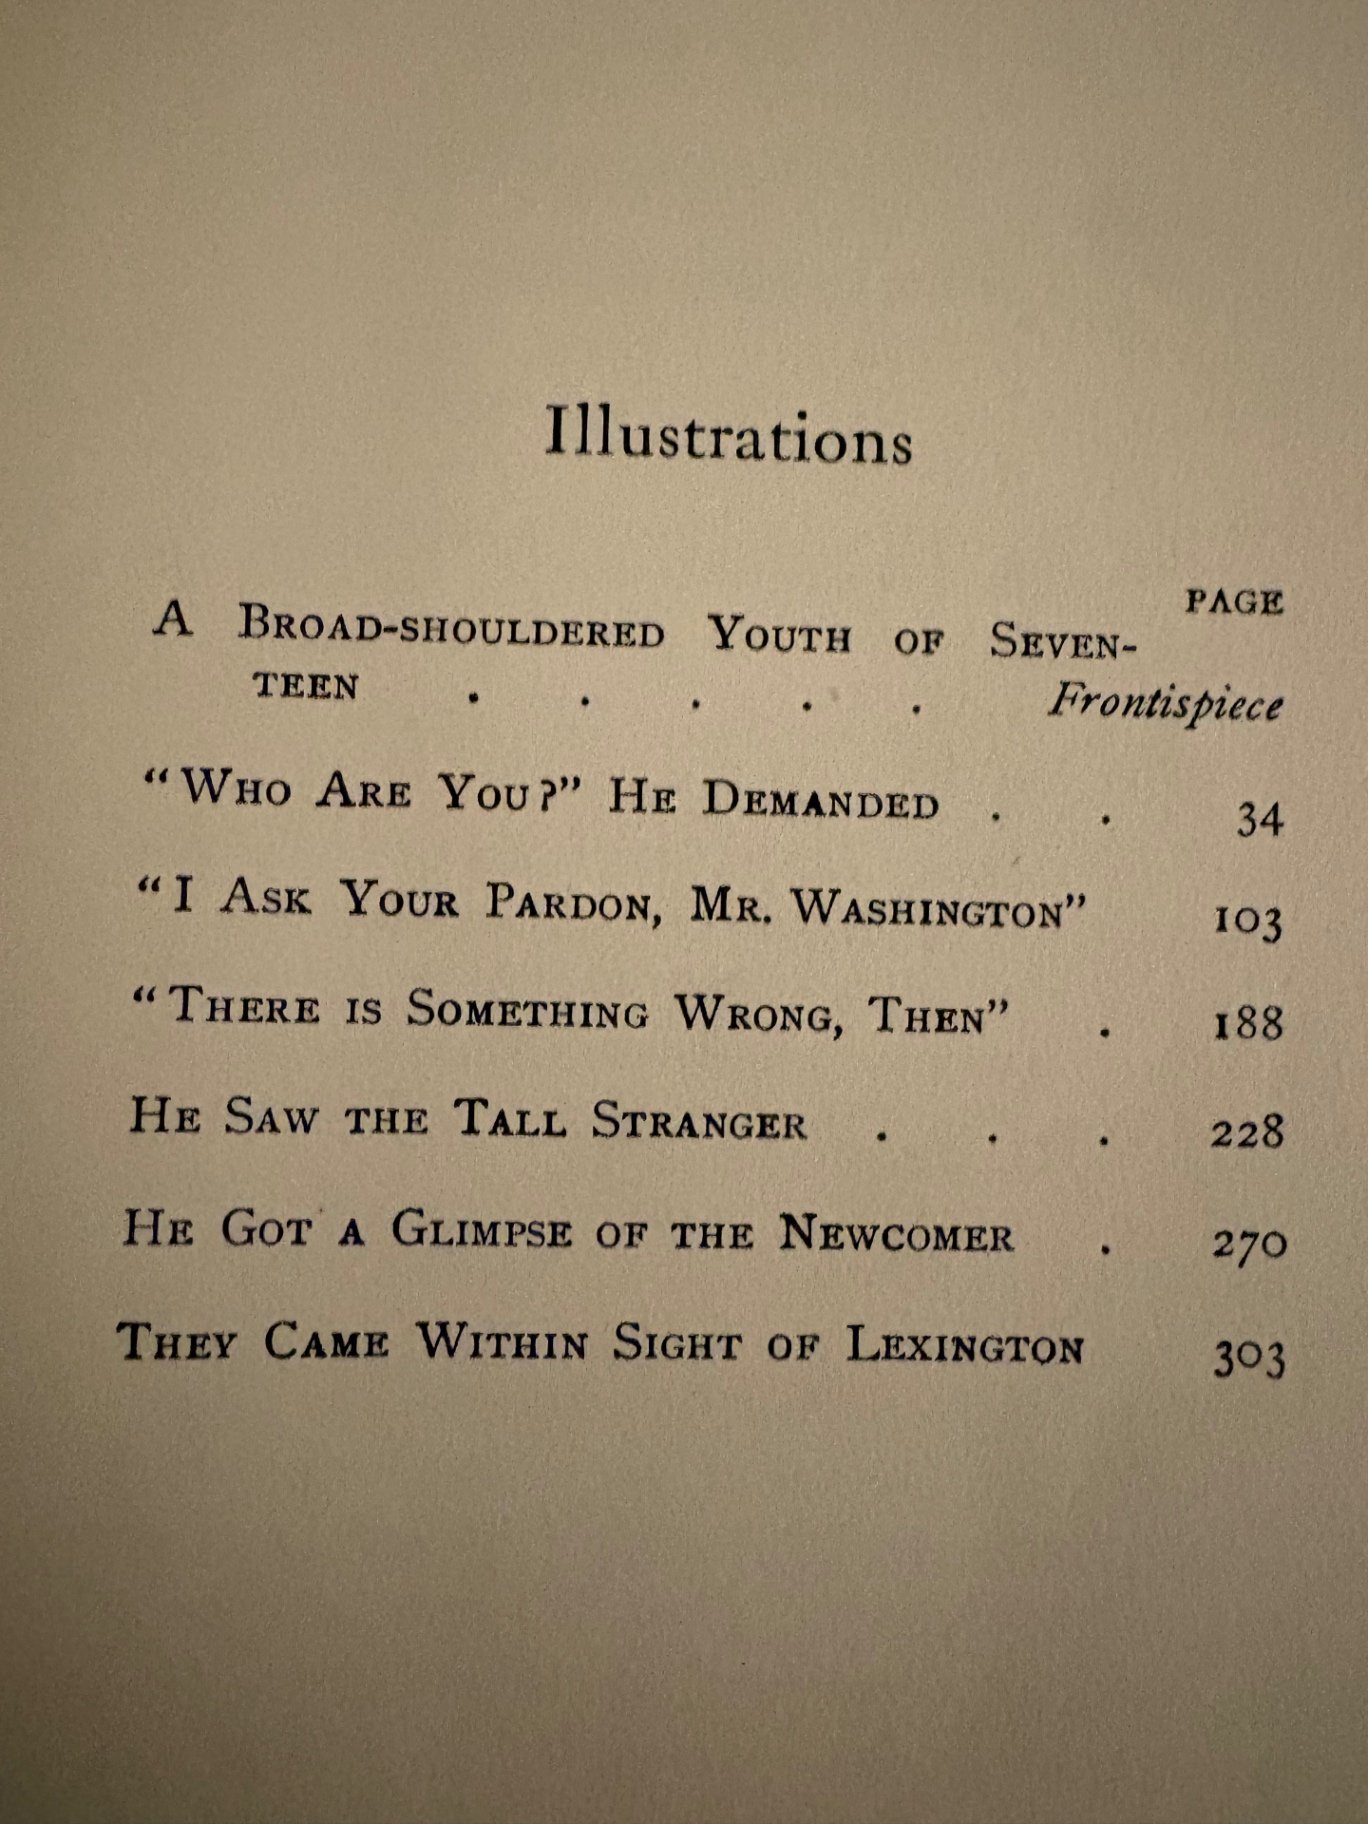 Illustrations
PAGE
A BROAD-SHOULDERED YOUTH OF SEVEN-
TEEN . . . . . Frontispiece
“WHO ARE YOU?” HE DEMANDED . . 34
“I ASK YOUR PARDON, MR. WASHINGTON” 103
“THERE IS SOMETHING WRONG, THEN” . 188
HE SAW THE TALL STRANGER . . . 228
HE GOT A GLIMPSE OF THE NEWCOMER . 270
THEY CAME WITHIN SIGHT OF LEXINGTON 303